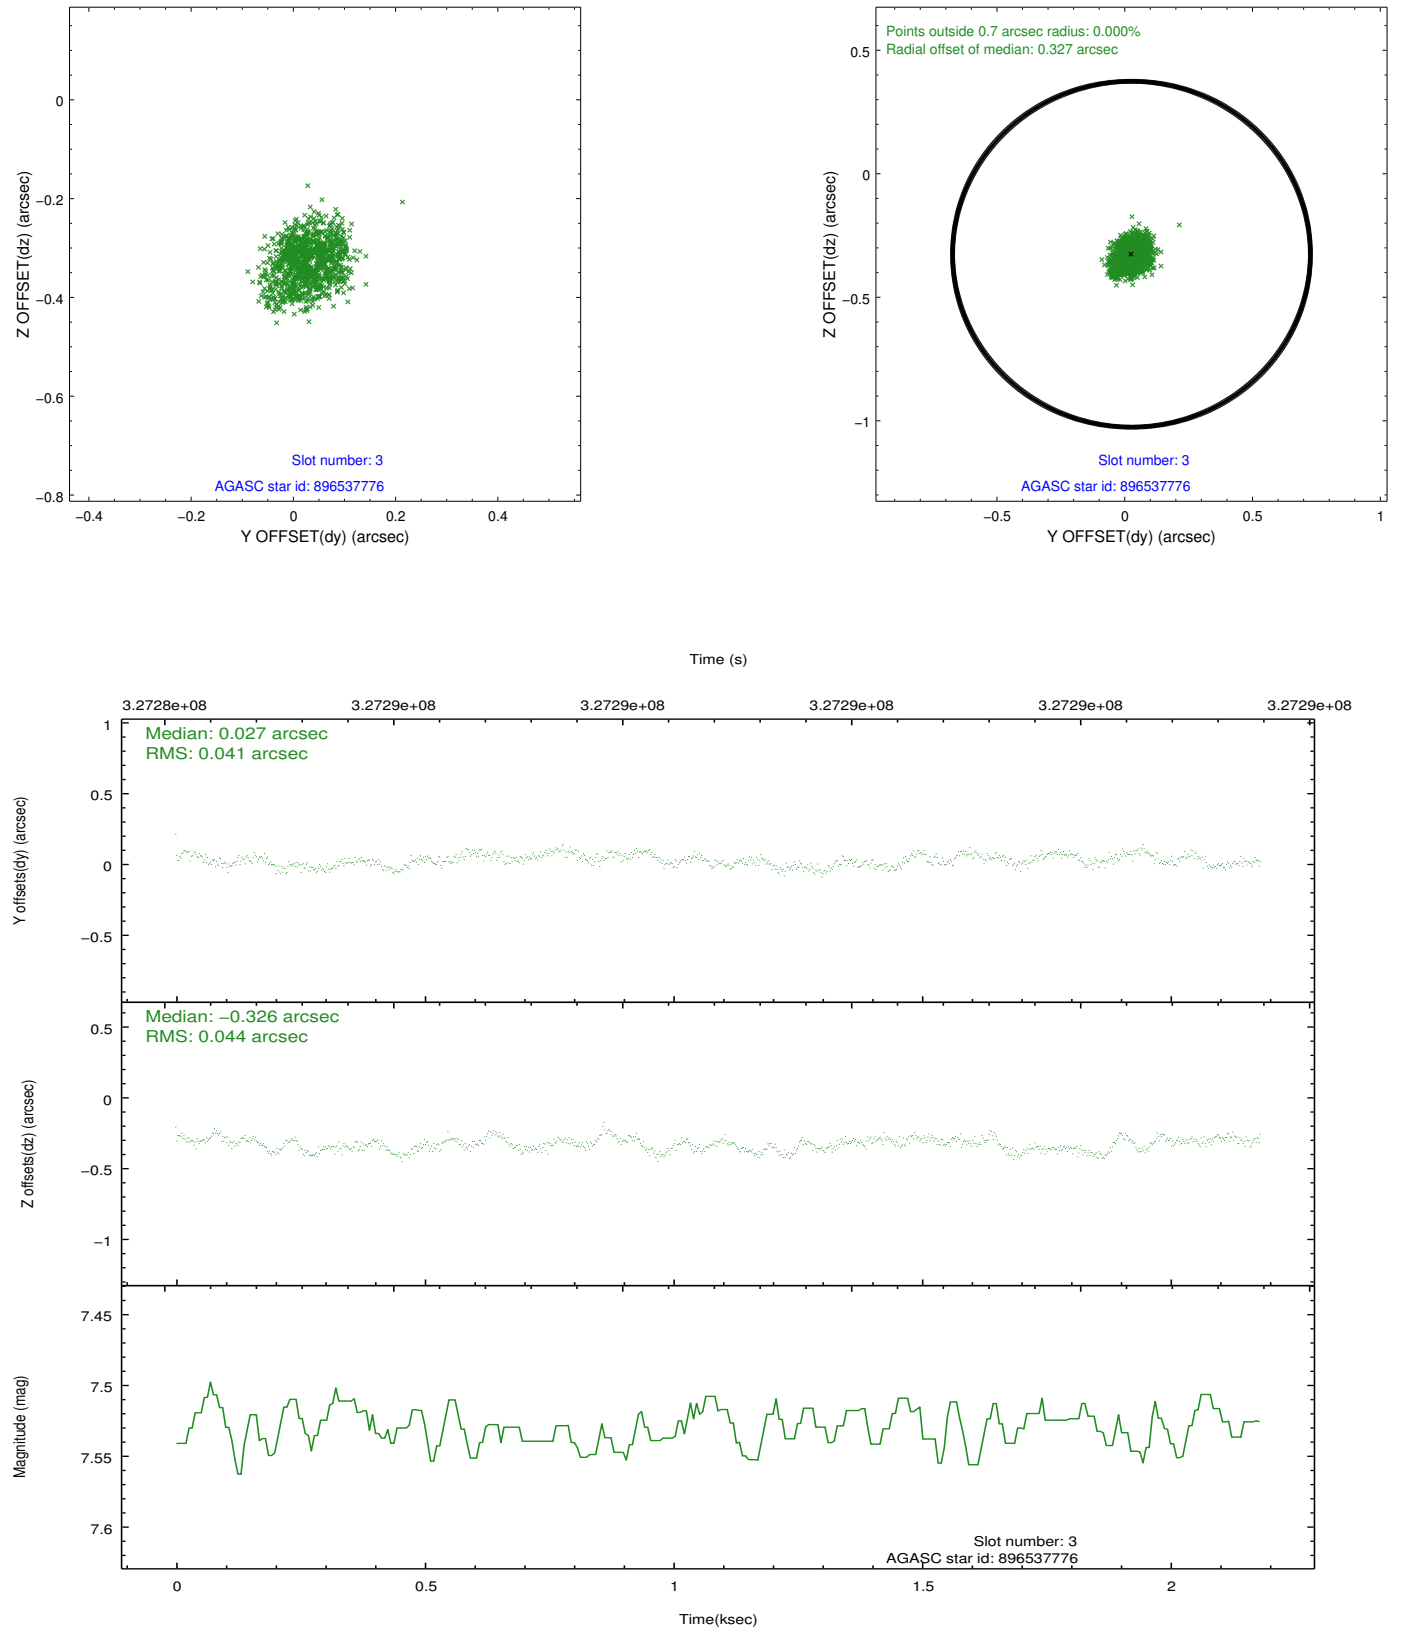 0
−0.2
−0.4
−0.6
−0.8
Z OFFSET(dz) (arcsec)
Slot number: 3
AGASC star id: 896537776
−0.4
−0.2
0
0.2
0.4
Y OFFSET(dy) (arcsec)
Points outside 0.7 arcsec radius: 0.000%
Radial offset of median: 0.327 arcsec
0.5
0
−0.5
−1
Z OFFSET(dz) (arcsec)
Slot number: 3
AGASC star id: 896537776
−0.5
0
0.5
1
Y OFFSET(dy) (arcsec)
Time (s)
3.2728e+08
3.2729e+08
3.2729e+08
3.2729e+08
3.2729e+08
3.2729e+08
Median: 0.027 arcsec
RMS: 0.041 arcsec
1
0.5
0
−0.5
Y offsets(dy) (arcsec)
Median: −0.326 arcsec
RMS: 0.044 arcsec
0.5
0
−0.5
−1
Z offsets(dz) (arcsec)
7.45
7.5
7.55
7.6
Magnitude (mag)
Slot number: 3
AGASC star id: 896537776
0
0.5
1
1.5
2
Time(ksec)